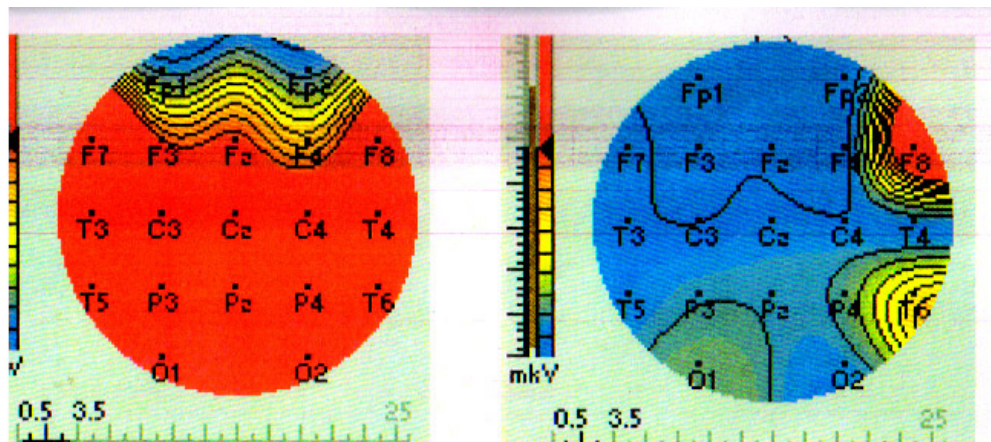 Fp1 Fp2
F7 F3 Fz F4 F8
T3 C3 Cz C4 T4
T5 P3 Pz P4 T6
O1 O2
V
0.5 3.5 25
Fp1 Fp2
F7 F3 Fz F4 F8
T3 C3 Cz C4 T4
T5 P3 Pz P4 T6
O1 O2
mkV
0.5 3.5 25